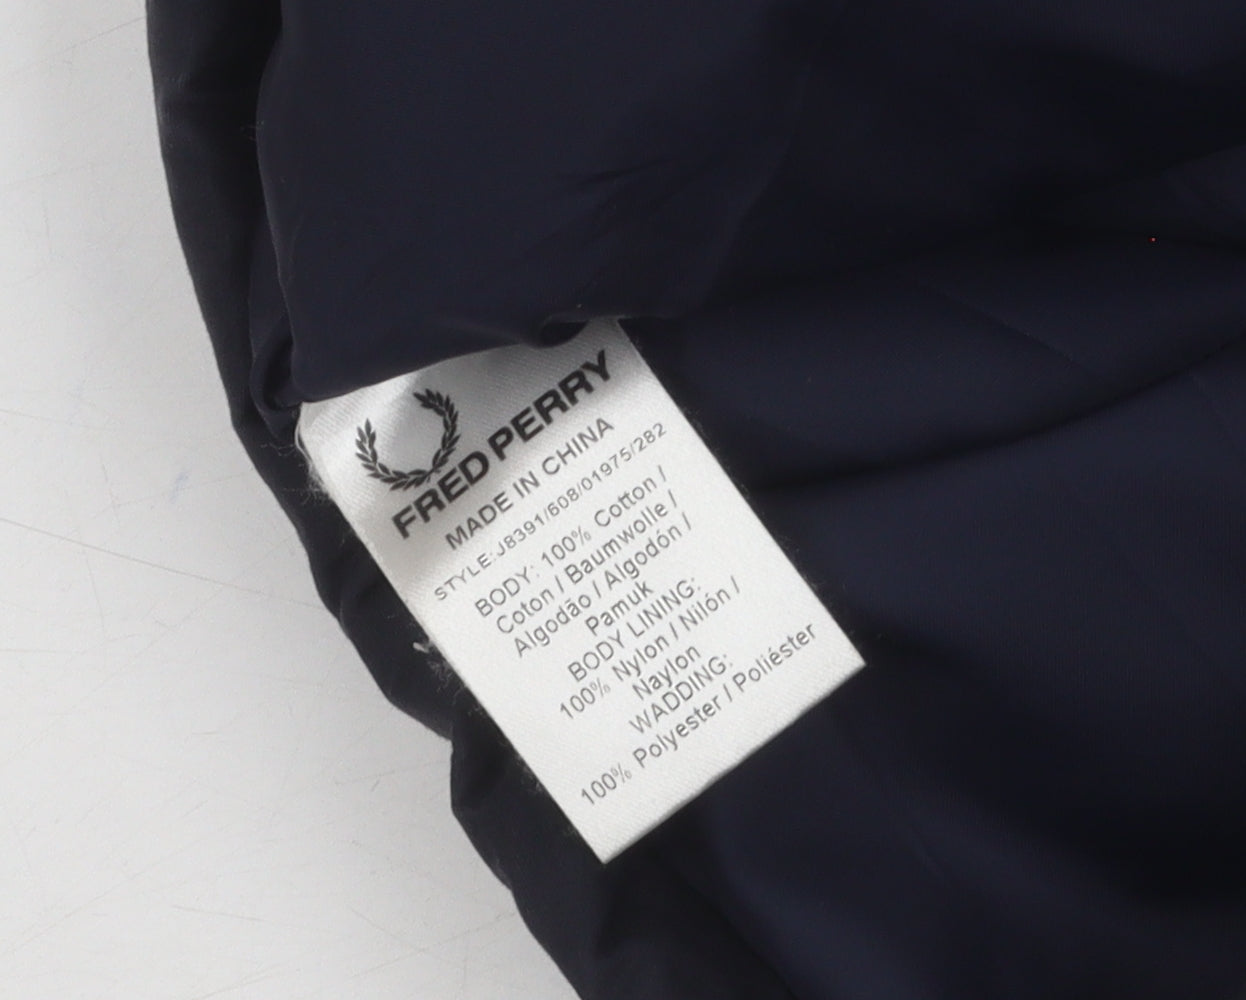 FRED PERRY
MADE IN CHINA
STYLE:J8391/608/01975/282
BODY: 100% Cotton /
Coton / Baumwolle /
Algodão / Algodón /
Pamuk
BODY LINING:
100% Nylon / Nilón /
Naylon
WADDING:
100% Polyester / Poliéster